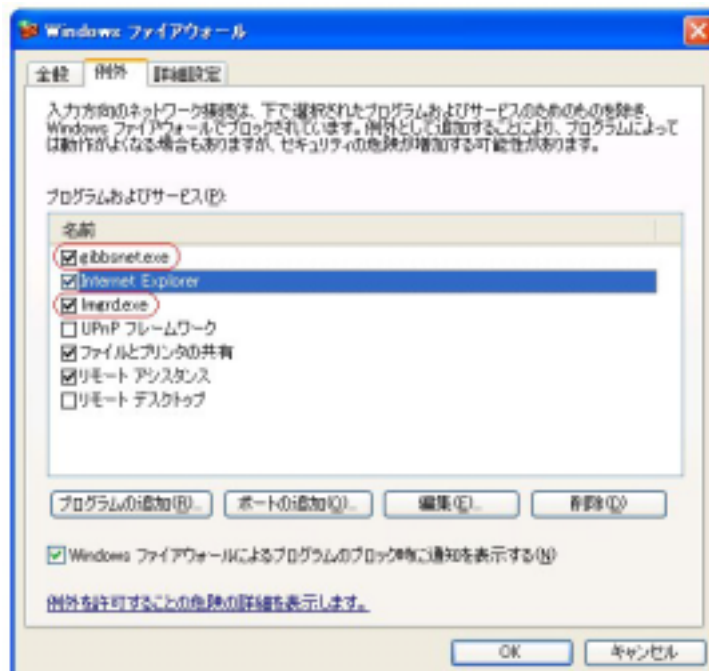 Windows ファイアウォール
全般
例外
詳細設定
入力方向のネットワーク接続は、下で選択されたプログラムおよびサービスのためのものを除き、
Windows ファイアウォールでブロックされています。例外として追加することにより、プログラムによって
は動作がよくなる場合もありますが、セキュリティの危険が増加する可能性があります。
プログラムおよびサービス(P):
名前
gibbsnet.exe
Internet Explorer
lmgrd.exe
UPnP フレームワーク
ファイルとプリンタの共有
リモート アシスタンス
リモート デスクトップ
プログラムの追加(R)...
ポートの追加(O)...
編集(E)...
削除(D)
Windows ファイアウォールによるプログラムのブロック時に通知を表示する(N)
例外を許可することの危険の詳細を表示します。
OK
キャンセル